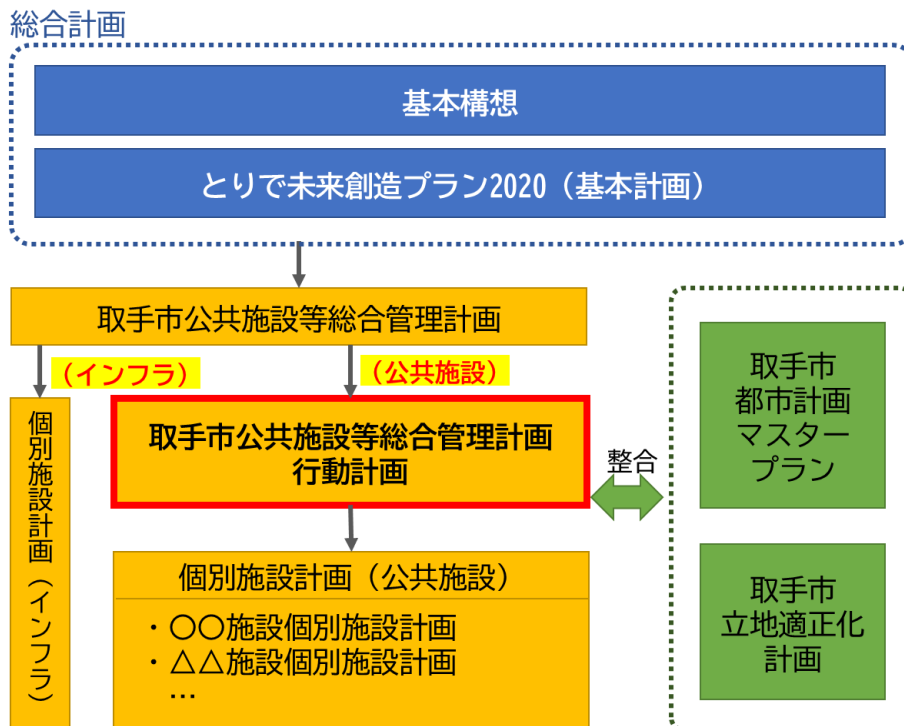 総合計画
基本構想
とりで未来創造プラン2020（基本計画）
取手市公共施設等総合管理計画
（インフラ）
（公共施設）
個別施設計画（インフラ）
取手市公共施設等総合管理計画
行動計画
整合
個別施設計画（公共施設）
・〇〇施設個別施設計画
・△△施設個別施設計画
…
取手市
都市計画
マスター
プラン
取手市
立地適正化
計画